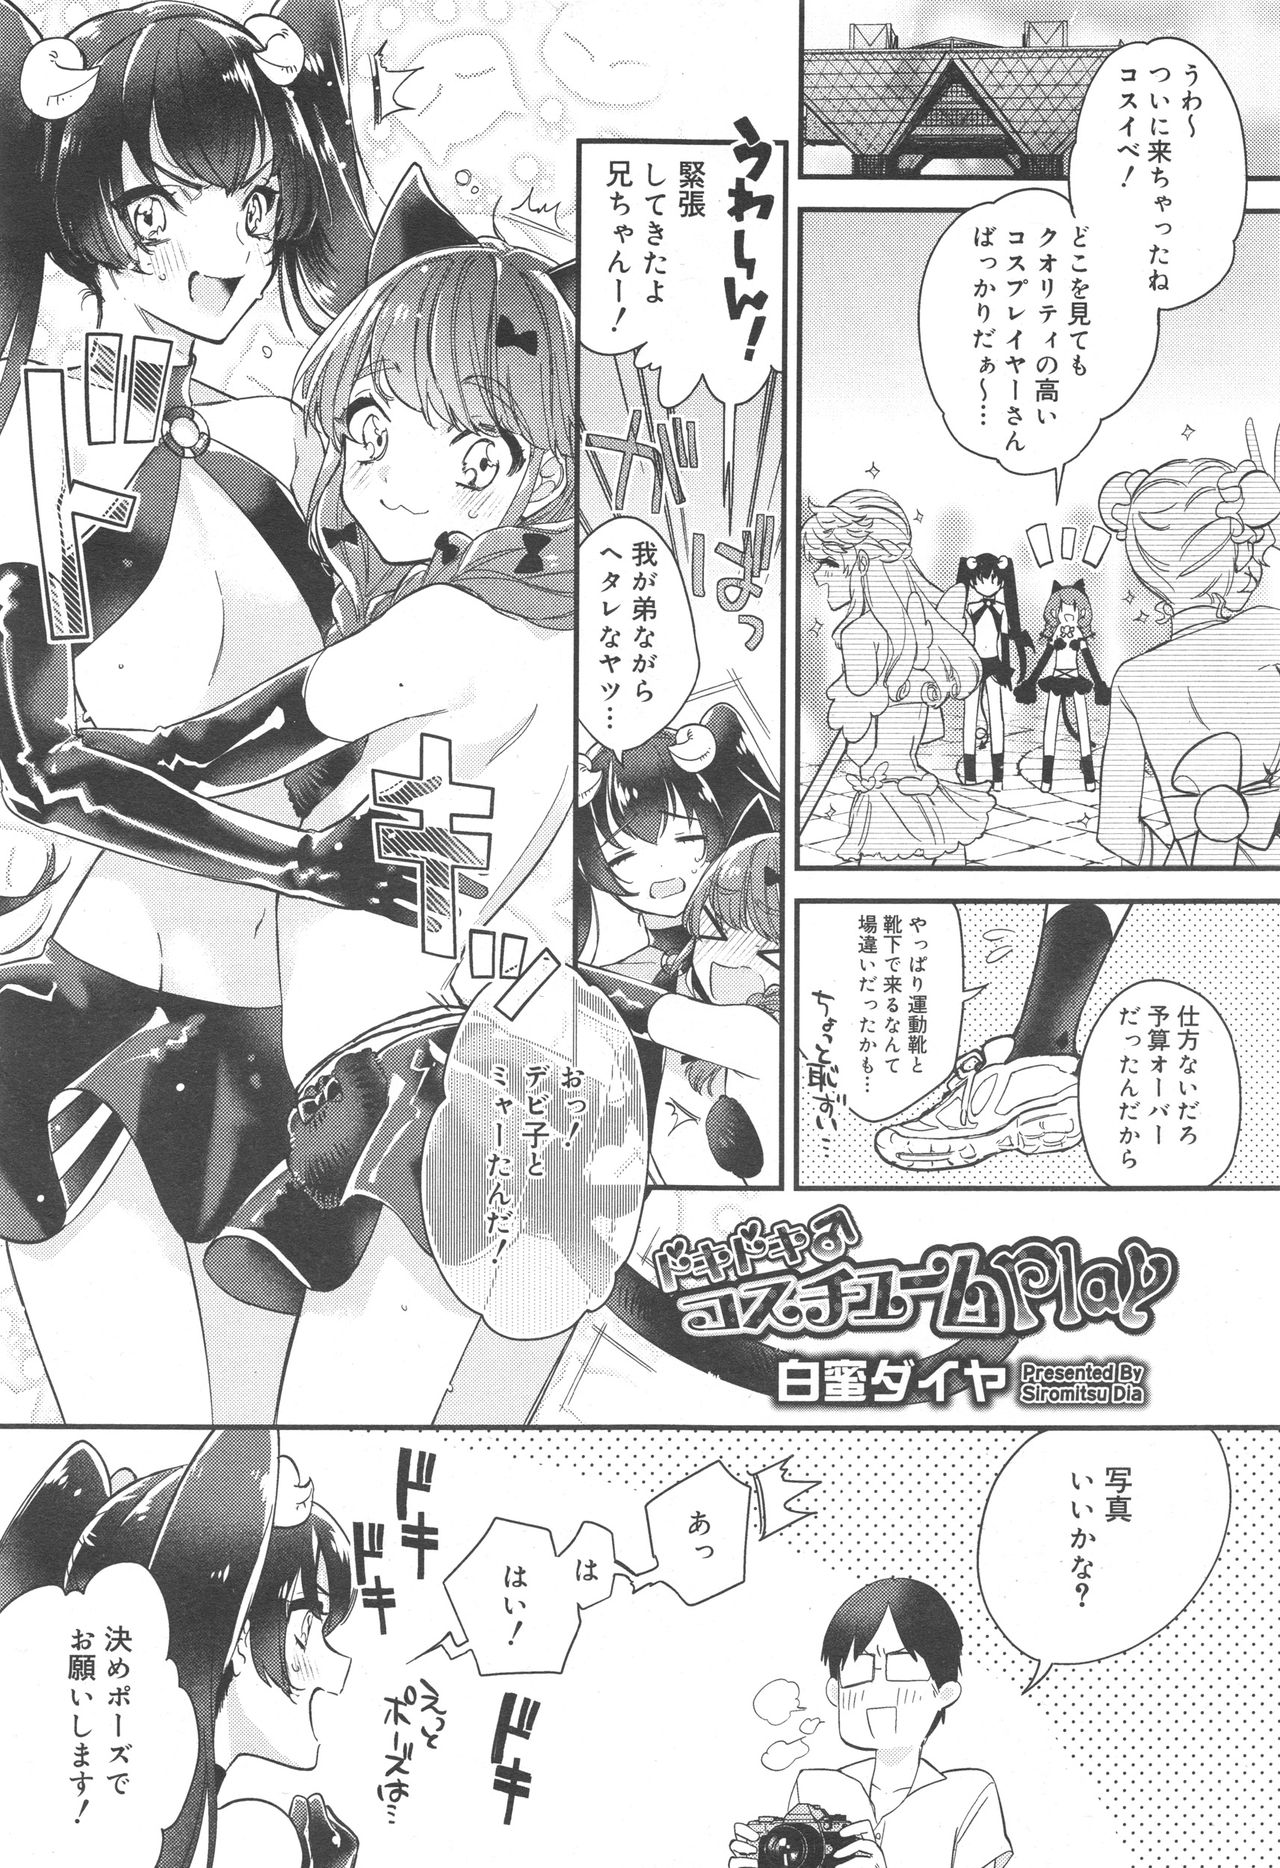 うわ〜
ついに来ちゃったね
コスイベ！
どこを見ても
クオリティの高い
コスプレイヤーさん
ばっかりだぁ〜…
仕方ないだろ
予算オーバー
だったんだから
やっぱり運動靴と
靴下で来るなんて
場違いだったかも…
ちょっと恥ずい…
うわーん！
緊張
してきたよ
兄ちゃんー！
ガ
ばっ
我が弟ながら
ヘタレなヤツ…
ドキッ
おっ！
デビ子と
ミャーたんだ！
ドキドキ♂
コスチュームPlay
白蜜ダイヤ
Presented By
Siromitsu Dia
写真
いいかな？
あっ
は
はい！
ドキ
ドキ
ドキ
えっと
ポーズは…
決めポーズで
お願いします！